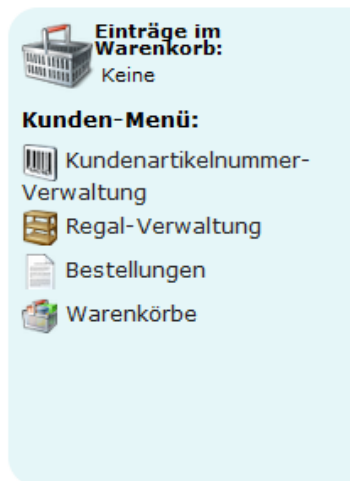 Einträge im
Warenkorb:
Keine
Kunden-Menü:
Kundenartikelnummer-
Verwaltung
Regal-Verwaltung
Bestellungen
Warenkörbe